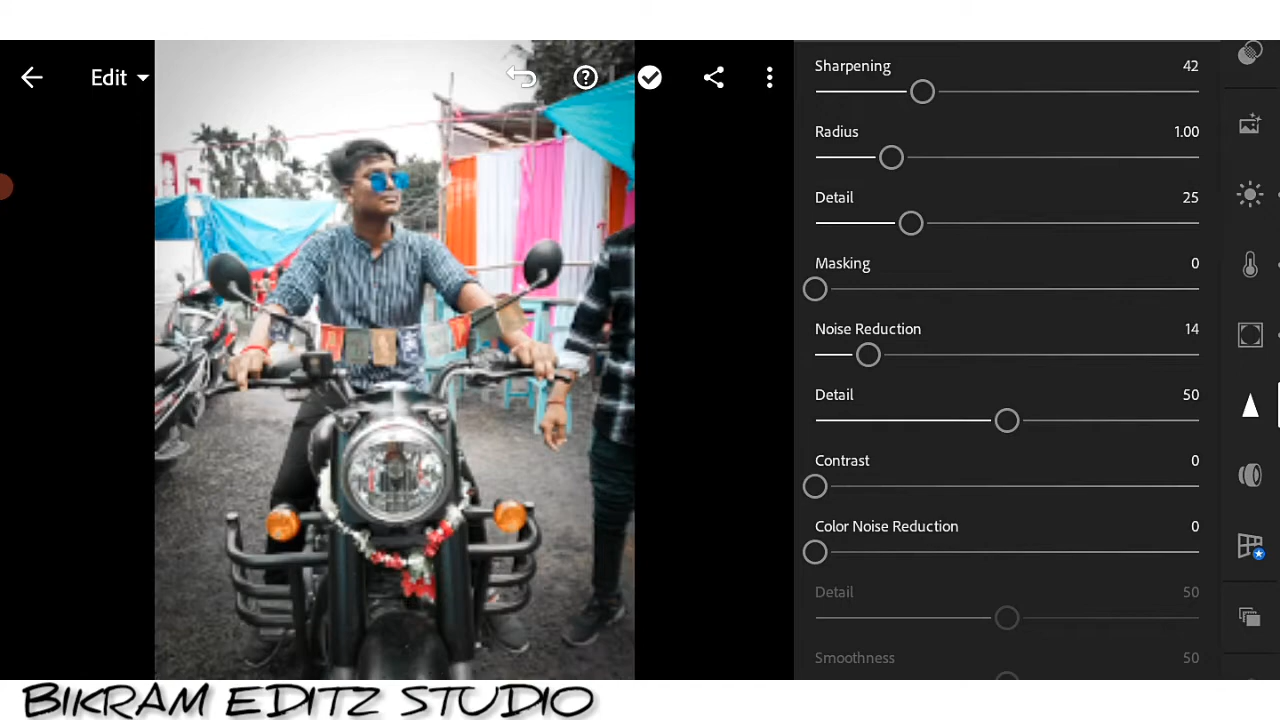 Edit
Sharpening 42
Radius 1.00
Detail 25
Masking 0
Noise Reduction 14
Detail 50
Contrast 0
Color Noise Reduction 0
Detail 50
Smoothness 50
BIKRAM EDITZ STUDIO